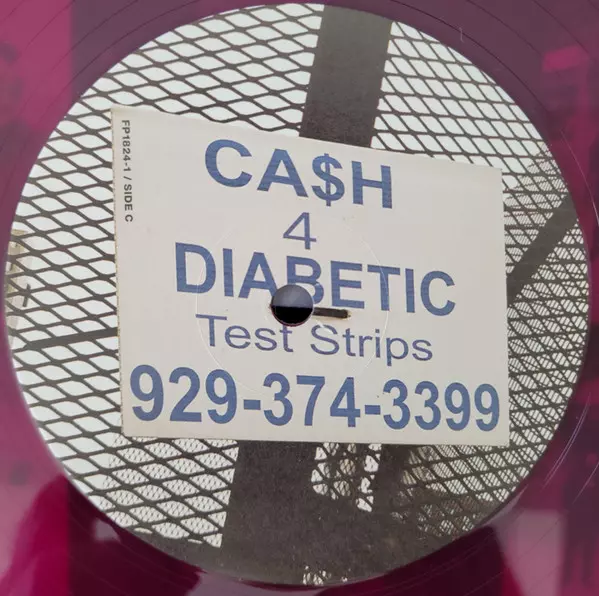 FP1824-1 / SIDE C
CA$H
4
DIABETIC
Test Strips
929-374-3399